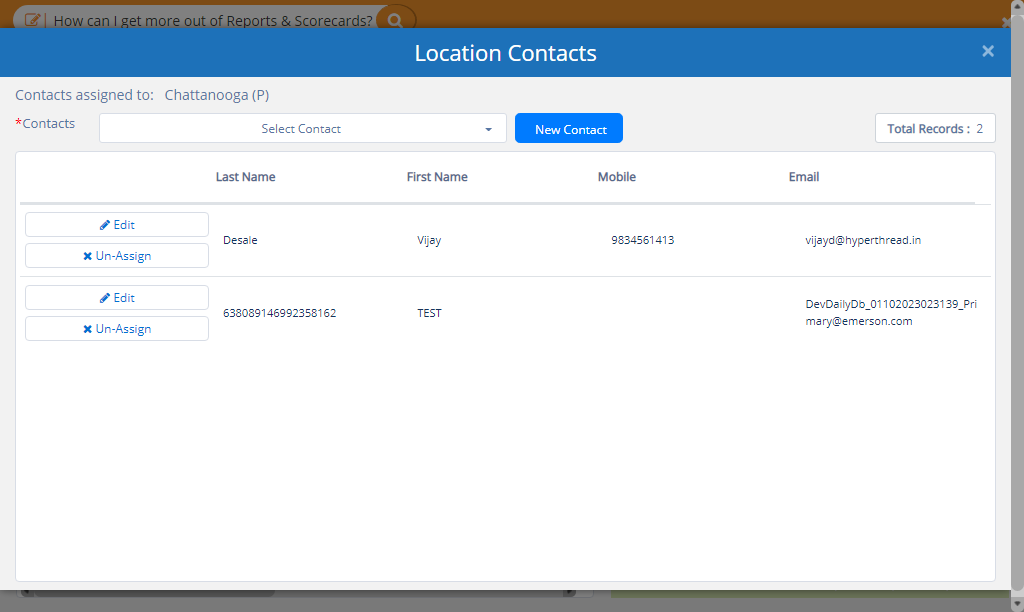 How can I get more out of Reports & Scorecards?
Location Contacts
Contacts assigned to: Chattanooga (P)
*Contacts
Select Contact
New Contact
Total Records : 2
Last Name First Name Mobile Email
Edit
Un-Assign
Desale Vijay 9834561413 vijayd@hyperthread.in
Edit
Un-Assign
638089146992358162 TEST
DevDailyDb_01102023023139_Pri
mary@emerson.com